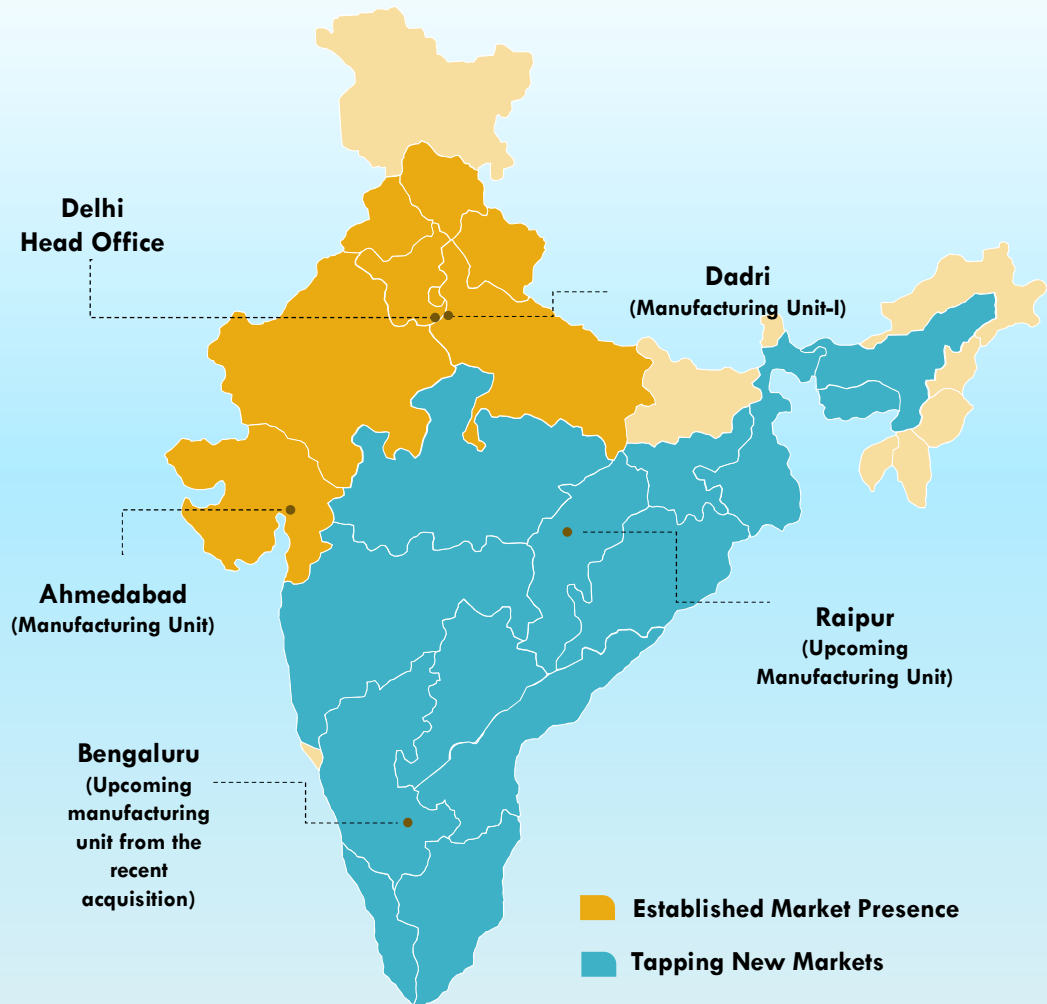 Delhi
Head Office
Dadri
(Manufacturing Unit-I)
Ahmedabad
(Manufacturing Unit)
Raipur
(Upcoming
Manufacturing Unit)
Bengaluru
(Upcoming
manufacturing
unit from the
recent
acquisition)
Established Market Presence
Tapping New Markets